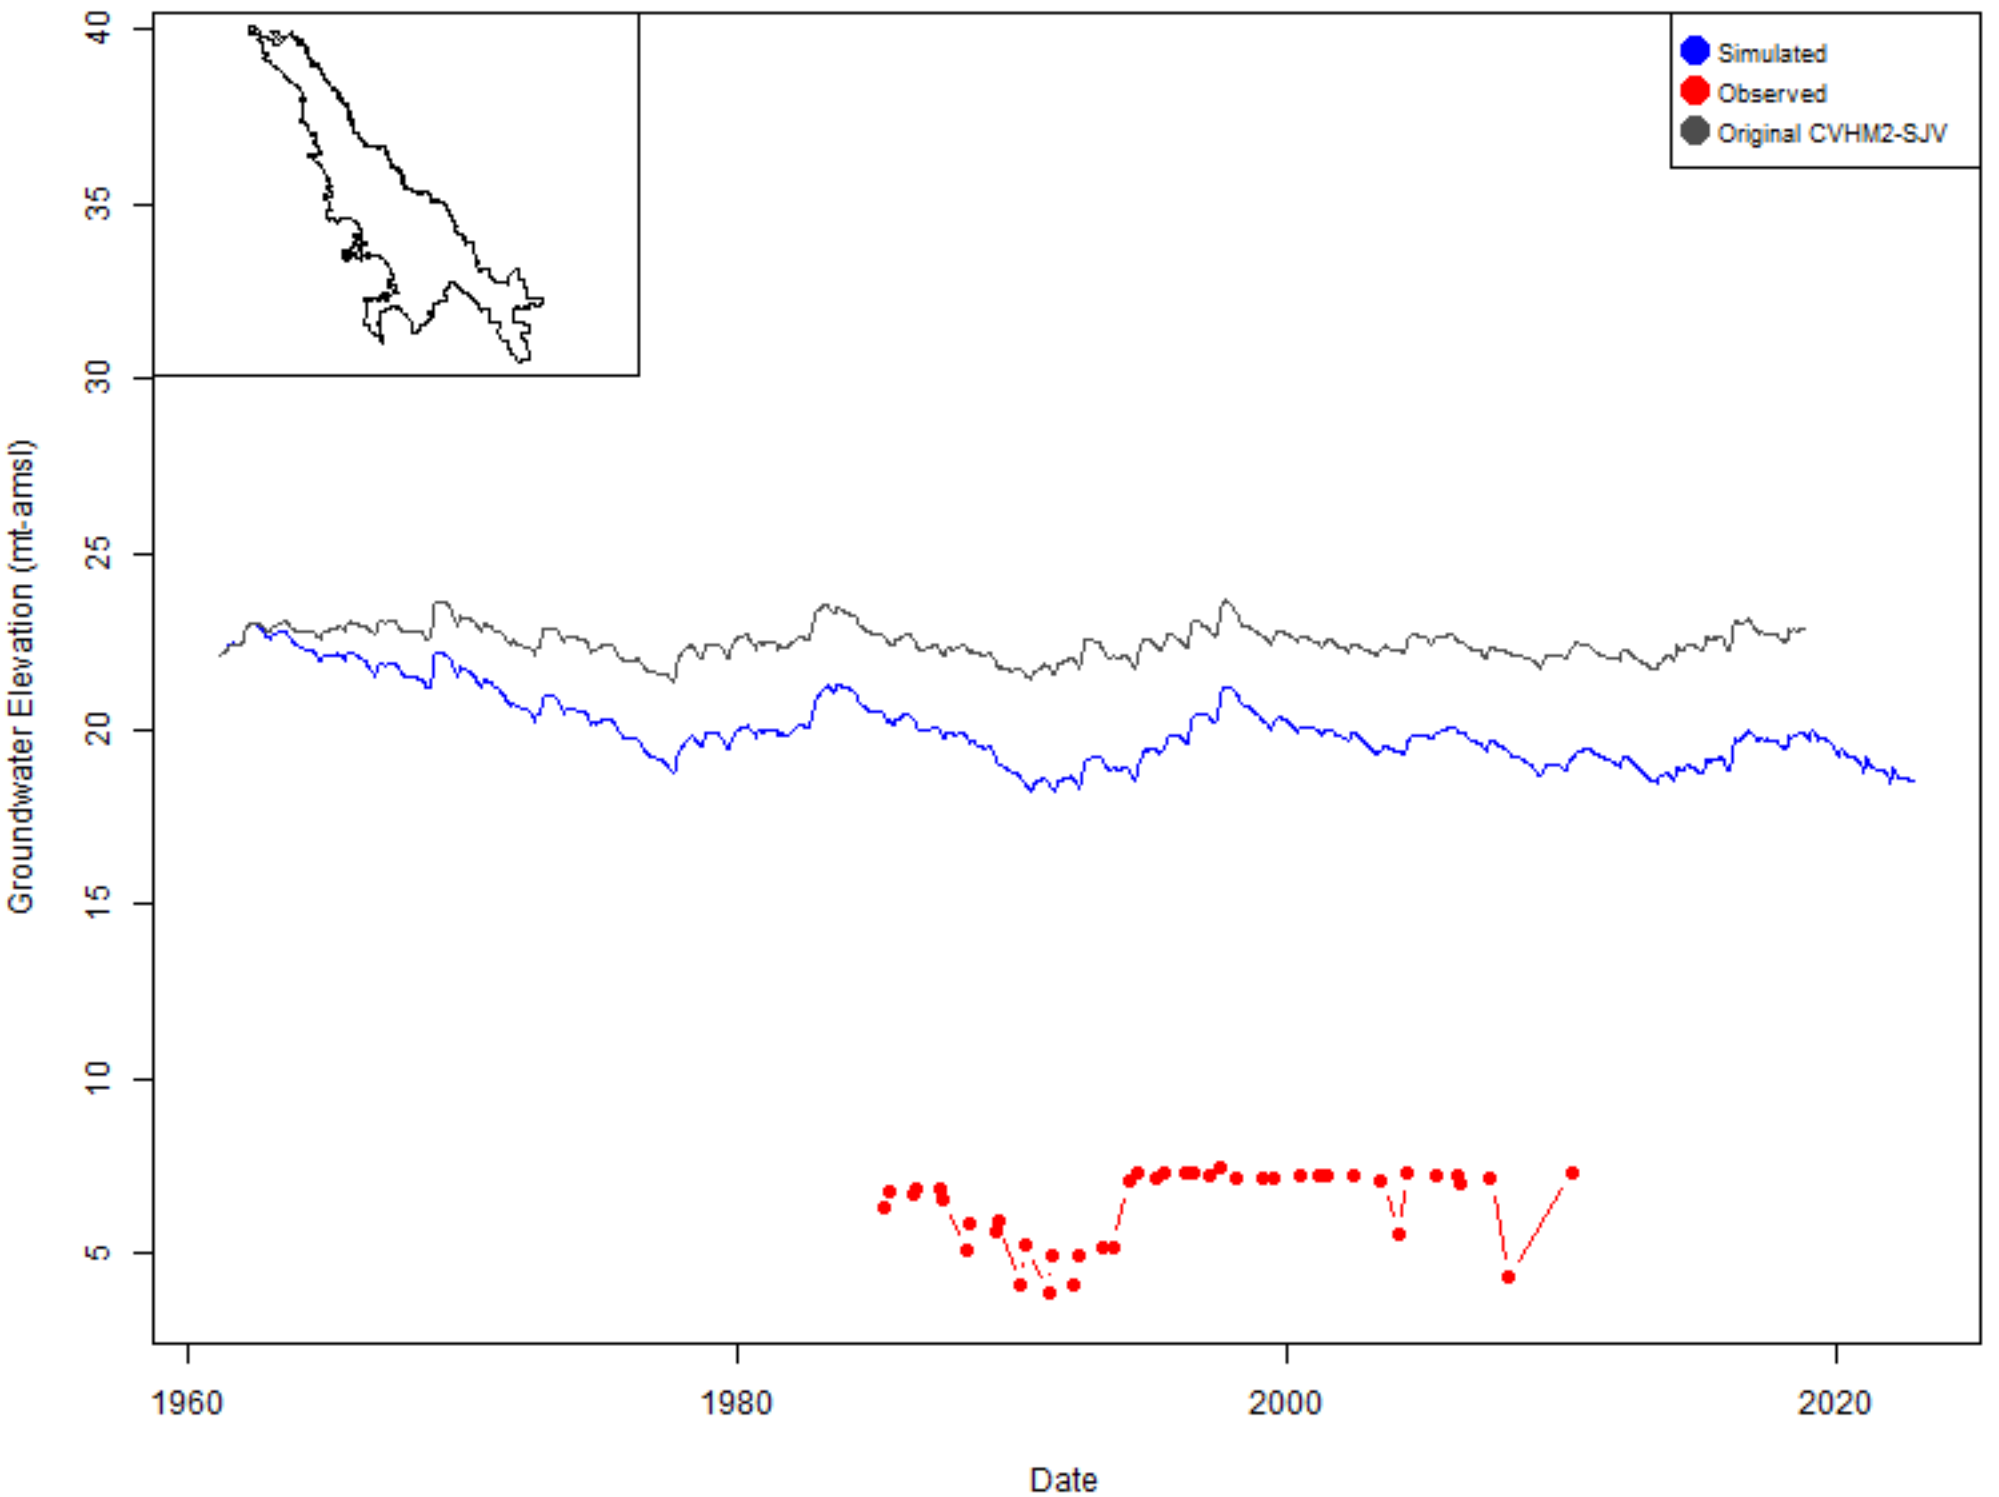 40
35
30
25
20
15
10
5
Groundwater Elevation (mt-amsl)
Simulated
Observed
Original CVHM2-SJV
1960
1980
2000
2020
Date